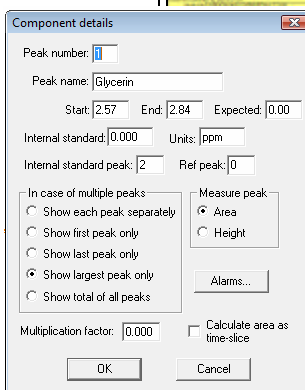 Component details
Peak number: 1
Peak name: Glycerin
Start: 2.57 End: 2.84 Expected: 0.00
Internal standard: 0.000 Units: ppm
Internal standard peak: 2 Ref peak: 0
In case of multiple peaks
Show each peak separately
Show first peak only
Show last peak only
Show largest peak only
Show total of all peaks
Measure peak
Area
Height
Alarms...
Multiplication factor: 0.000
Calculate area as
time-slice
OK Cancel